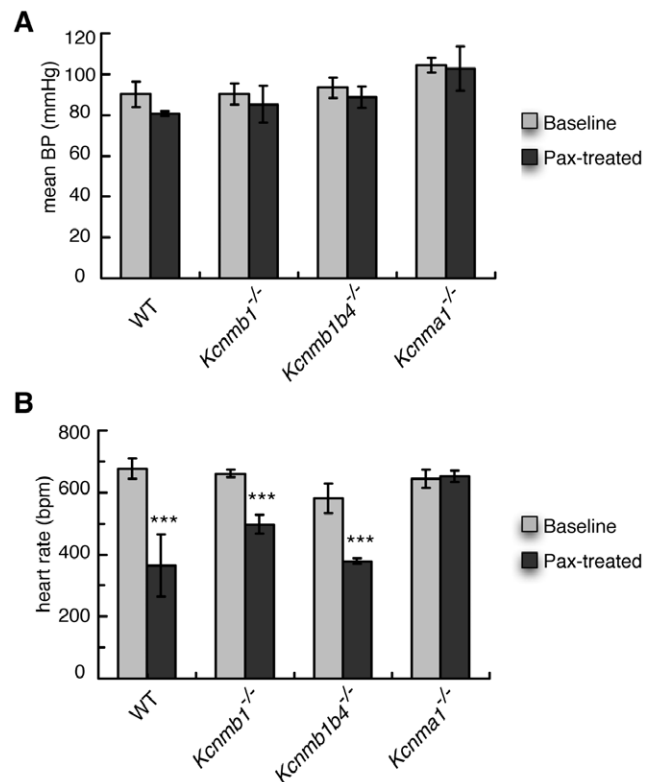 A
120
100
80
60
40
20
0
mean BP (mmHg)
Baseline
Pax-treated
WT
Kcnmb1-/-
Kcnmb1b4-/-
Kcnma1-/-
B
800
600
400
200
0
heart rate (bpm)
***
***
***
Baseline
Pax-treated
WT
Kcnmb1-/-
Kcnmb1b4-/-
Kcnma1-/-